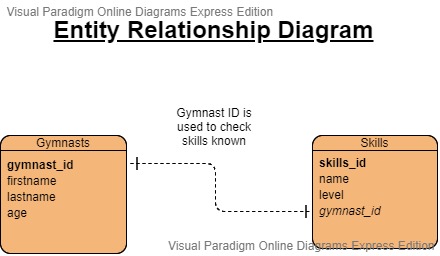 Visual Paradigm Online Diagrams Express Edition
Entity Relationship Diagram
Gymnast ID is
used to check
skills known
Gymnasts
gymnast_id
firstname
lastname
age
Skills
skills_id
name
level
gymnast_id
Visual Paradigm Online Diagrams Express Edition